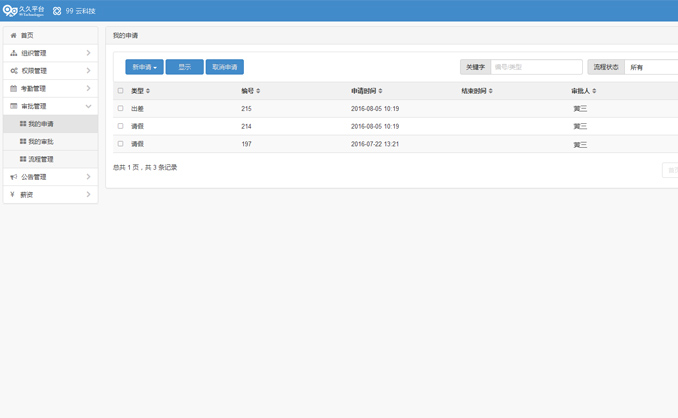 久久平台
99 Technologies
99 云科技
首页
组织管理
权限管理
考勤管理
审批管理
我的申请
我的审批
流程管理
公告管理
薪资
我的申请
新申请 显示 取消申请 关键字 编号/类型 流程状态 所有
类型 编号 申请时间 结束时间 审批人
出差 215 2016-08-05 10:19 黄三
请假 214 2016-08-05 10:19 黄三
请假 197 2016-07-22 13:21 黄三
总共 1 页，共 3 条记录